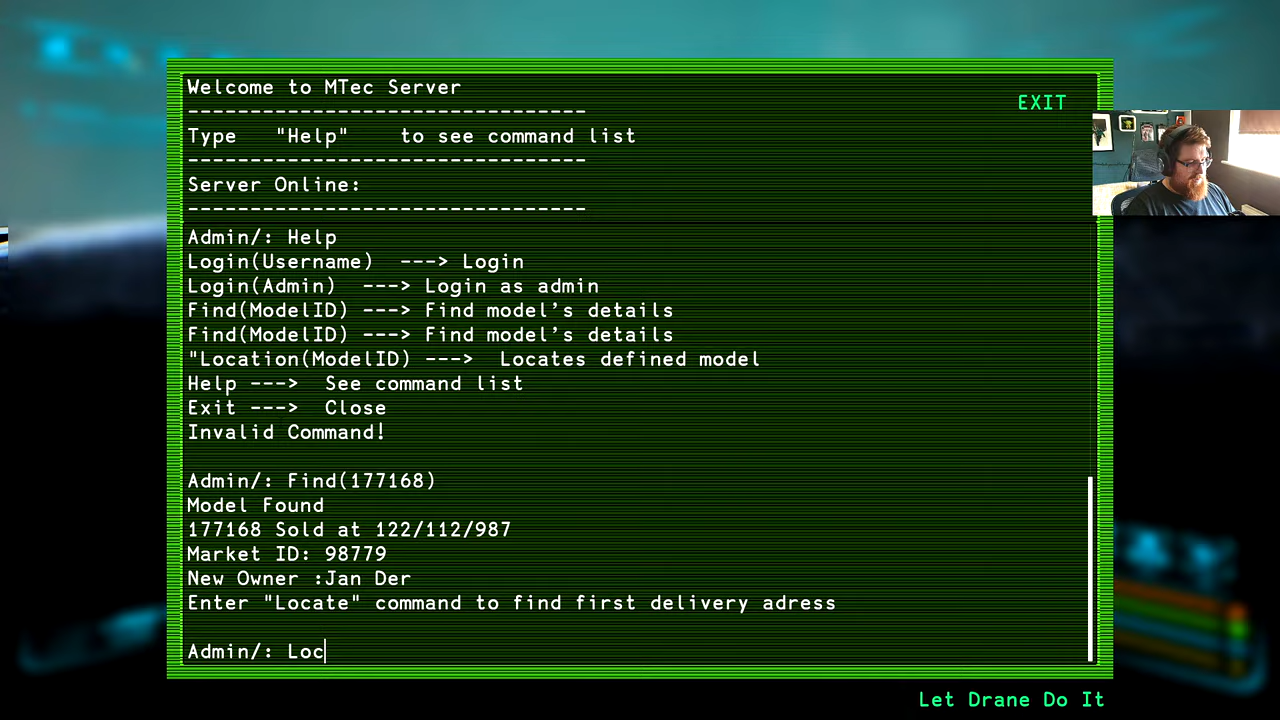 Welcome to MTec Server
--------------------------------
EXIT
Type "Help" to see command list
--------------------------------
Server Online:
--------------------------------
Admin/: Help
Login(Username) ---> Login
Login(Admin) ---> Login as admin
Find(ModelID) ---> Find model's details
Find(ModelID) ---> Find model's details
"Location(ModelID) ---> Locates defined model
Help ---> See command list
Exit ---> Close
Invalid Command!
Admin/: Find(177168)
Model Found
177168 Sold at 122/112/987
Market ID: 98779
New Owner :Jan Der
Enter "Locate" command to find first delivery adress
Admin/: Loc
Let Drane Do It